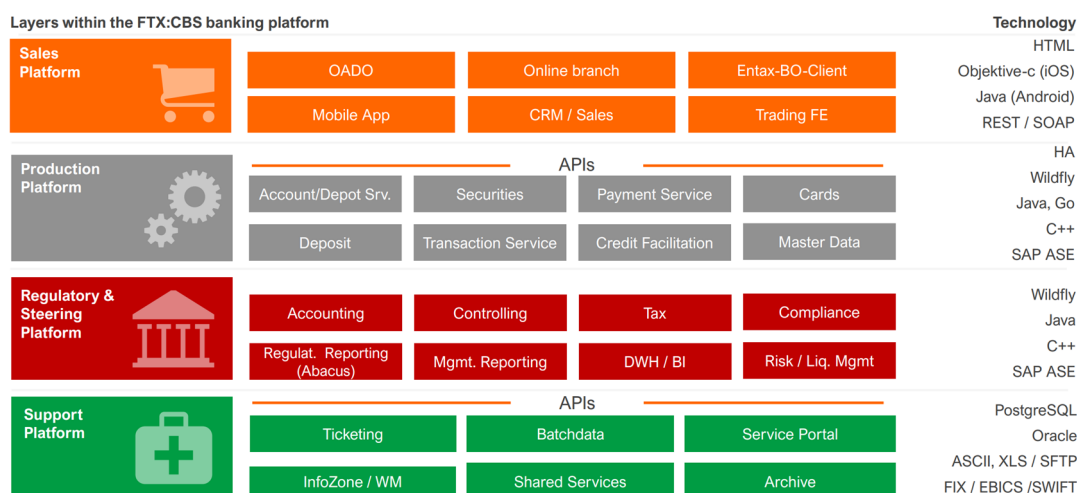 Layers within the FTX:CBS banking platform
Technology
Sales
Platform
OADO
Online branch
Entax-BO-Client
Mobile App
CRM / Sales
Trading FE
HTML
Objektive-c (iOS)
Java (Android)
REST / SOAP
Production
Platform
APIs
Account/Depot Srv.
Securities
Payment Service
Cards
Deposit
Transaction Service
Credit Facilitation
Master Data
HA
Wildfly
Java, Go
C++
SAP ASE
Regulatory &
Steering
Platform
Accounting
Controlling
Tax
Compliance
Regulat. Reporting
(Abacus)
Mgmt. Reporting
DWH / BI
Risk / Liq. Mgmt
Wildfly
Java
C++
SAP ASE
Support
Platform
APIs
Ticketing
Batchdata
Service Portal
InfoZone / WM
Shared Services
Archive
PostgreSQL
Oracle
ASCII, XLS / SFTP
FIX / EBICS /SWIFT